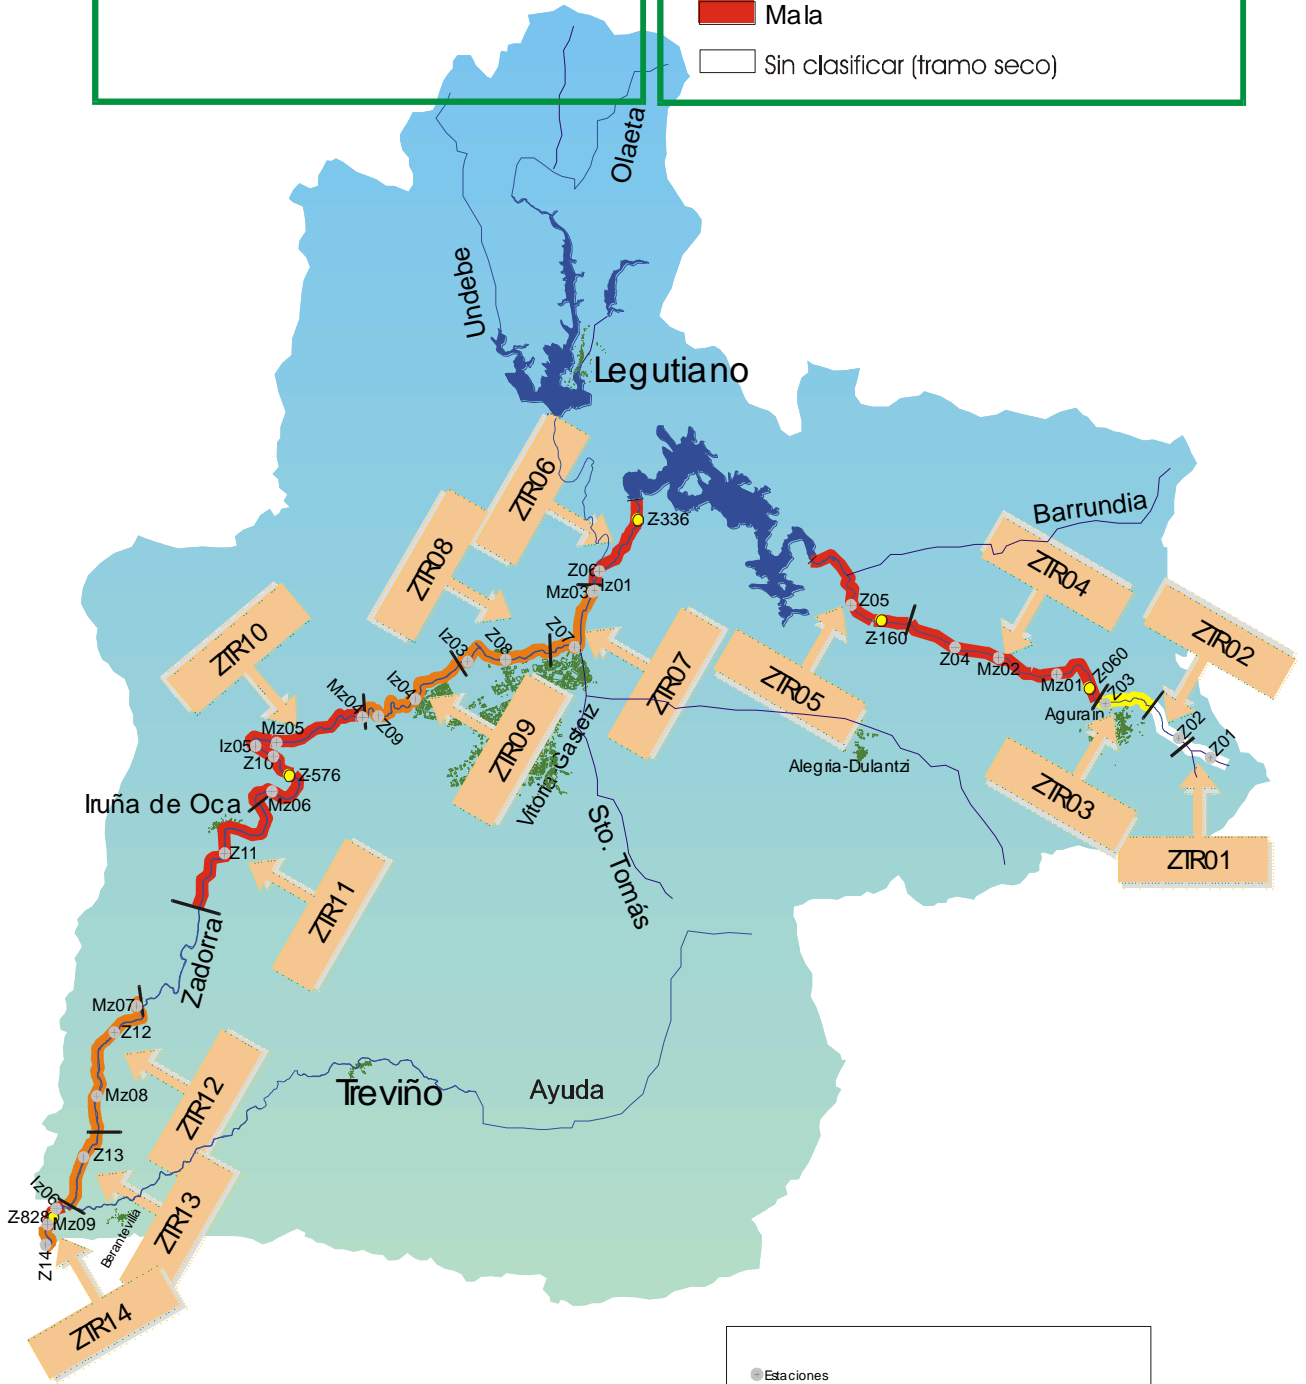 Mala
Sin clasificar (tramo seco)
Olaeta
Undebe
Legutiano
ZTR06
Barrundia
Z-336
ZTR08
ZTR04
Z06
Iz01
Mz03
Z05
ZTR02
ZTR10
Iz03
Z08
Z07
Z-160
Z04
Mz02
Z060
ZTR07
ZTR05
Mz01
Z03
Iz04
Mz04
Z09
Agurain
Z02
Z01
Mz05
Iz05
Z10
ZTR09
Vitoria-Gasteiz
Alegria-Dulantzi
Z-576
ZTR03
Iruña de Oca
Mz06
Sto. Tomás
Z11
ZTR01
ZTR11
Zadorra
Mz07
Z12
Treviño
Ayuda
Mz08
ZTR12
Z13
Iz06
ZTR13
Z-828
Mz09
Berantevilla
Z14
ZTR14
Estaciones